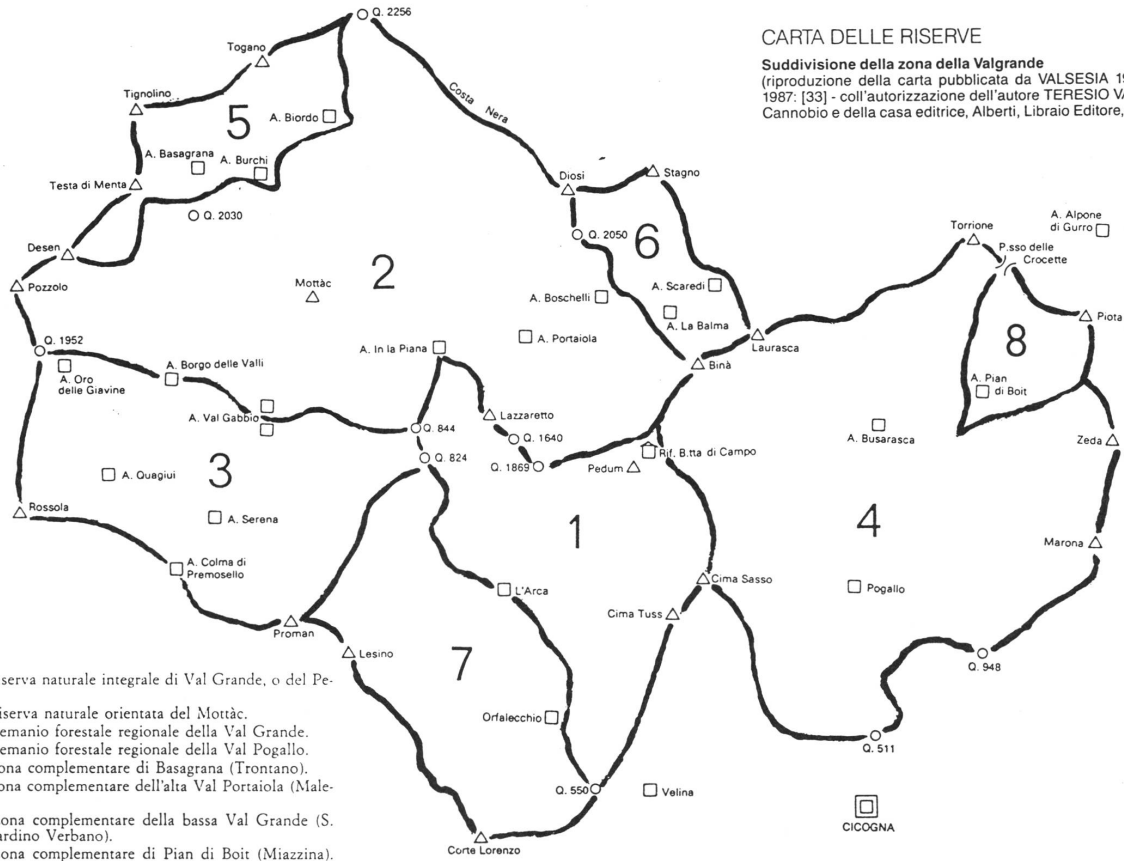 CARTA DELLE RISERVE
Suddivisione della zona della Valgrande
(riproduzione della carta pubblicata da VALSESIA
1987: [33] - coll'autorizzazione dell'autore TERESIO
Cannobio e della casa editrice, Alberti, Libraio Editore,
Q. 2256
Togano
Costa Nera
Tignolino
5
A. Biordo
A. Basagrana
A. Burchi
Testa di Menta
Q. 2030
Diosi
Stagno
Q. 2050
6
Torrione
A. Alpone
di Gurro
P.sso delle
Crocette
Desen
Pozzolo
2
Mottàc
A. Boschelli
A. Scaredi
A. La Balma
A. Portaiola
Laurasca
Piota
8
Q. 1952
A. Oro
delle Giavine
A. Borgo delle Valli
A. In la Piana
Binà
A. Pian
di Boit
A. Val Gabbio
Q. 844
Lazzaretto
Q. 1640
Q. 1869
A. Busarasca
Zeda
Q. 824
Pedum
Rif. B.tta di Campo
A. Quagiui
3
Rossola
A. Serena
1
4
Marona
A. Colma di
Premosello
L'Arca
Cima Sasso
Pogallo
Cima Tuss
Proman
Lesino
7
Q. 948
Orfalecchio
Q. 511
Q. 550
Velina
CICOGNA
Corte Lorenzo
iserva naturale integrale di Val Grande, o del Pe-
iserva naturale orientata del Mottàc.
emanio forestale regionale della Val Grande.
emanio forestale regionale della Val Pogallo.
ona complementare di Basagrana (Trontano).
ona complementare dell'alta Val Portaiola (Male-
ona complementare della bassa Val Grande (S.
ardino Verbano).
ona complementare di Pian di Boit (Miazzina).